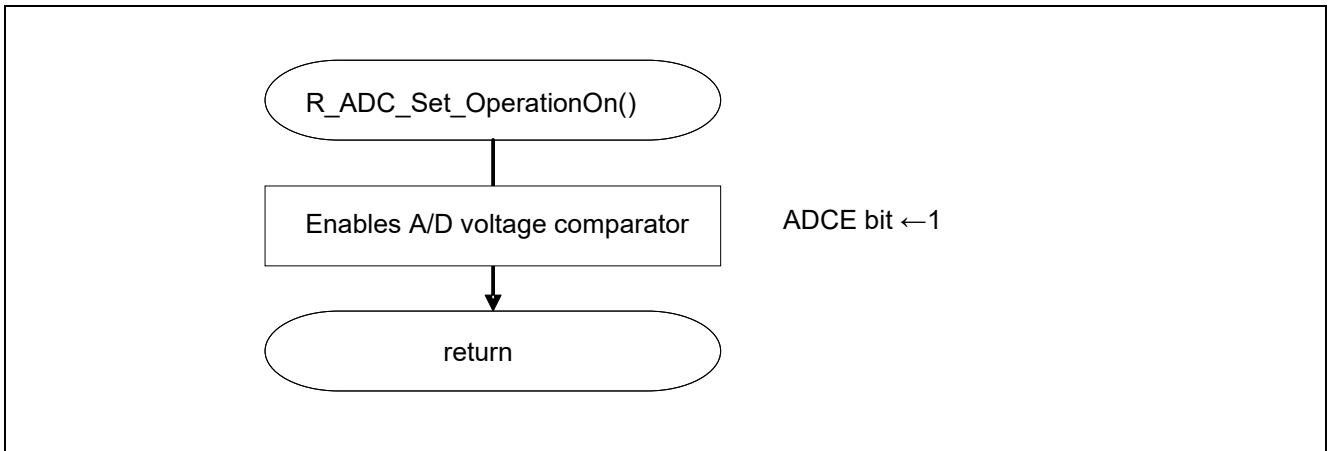 R_ADC_Set_OperationOn()
Enables A/D voltage comparator
ADCE bit ←1
return